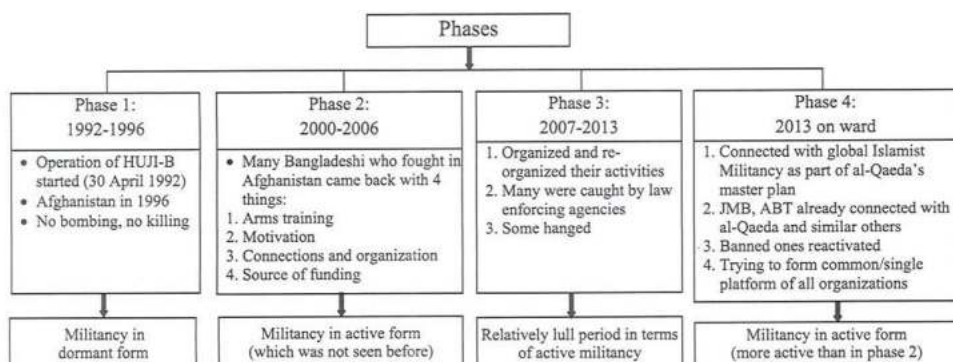 Phases
Phase 1:
1992-1996
• Operation of HUJI-B
started (30 April 1992)
• Afghanistan in 1996
• No bombing, no killing
Militancy in
dormant form
Phase 2:
2000-2006
• Many Bangladeshi who fought in
Afghanistan came back with 4
things:
1. Arms training
2. Motivation
3. Connections and organization
4. Source of funding
Militancy in active form
(which was not seen before)
Phase 3:
2007-2013
1. Organized and re-
organized their activities
2. Many were caught by law
enforcing agencies
3. Some hanged
Relatively lull period in terms
of active militancy
Phase 4:
2013 on ward
1. Connected with global Islamist
Militancy as part of al-Qaeda's
master plan
2. JMB, ABT already connected with
al-Qaeda and similar others
3. Banned ones reactivated
4. Trying to form common/single
platform of all organizations
Militancy in active form
(more active than in phase 2)